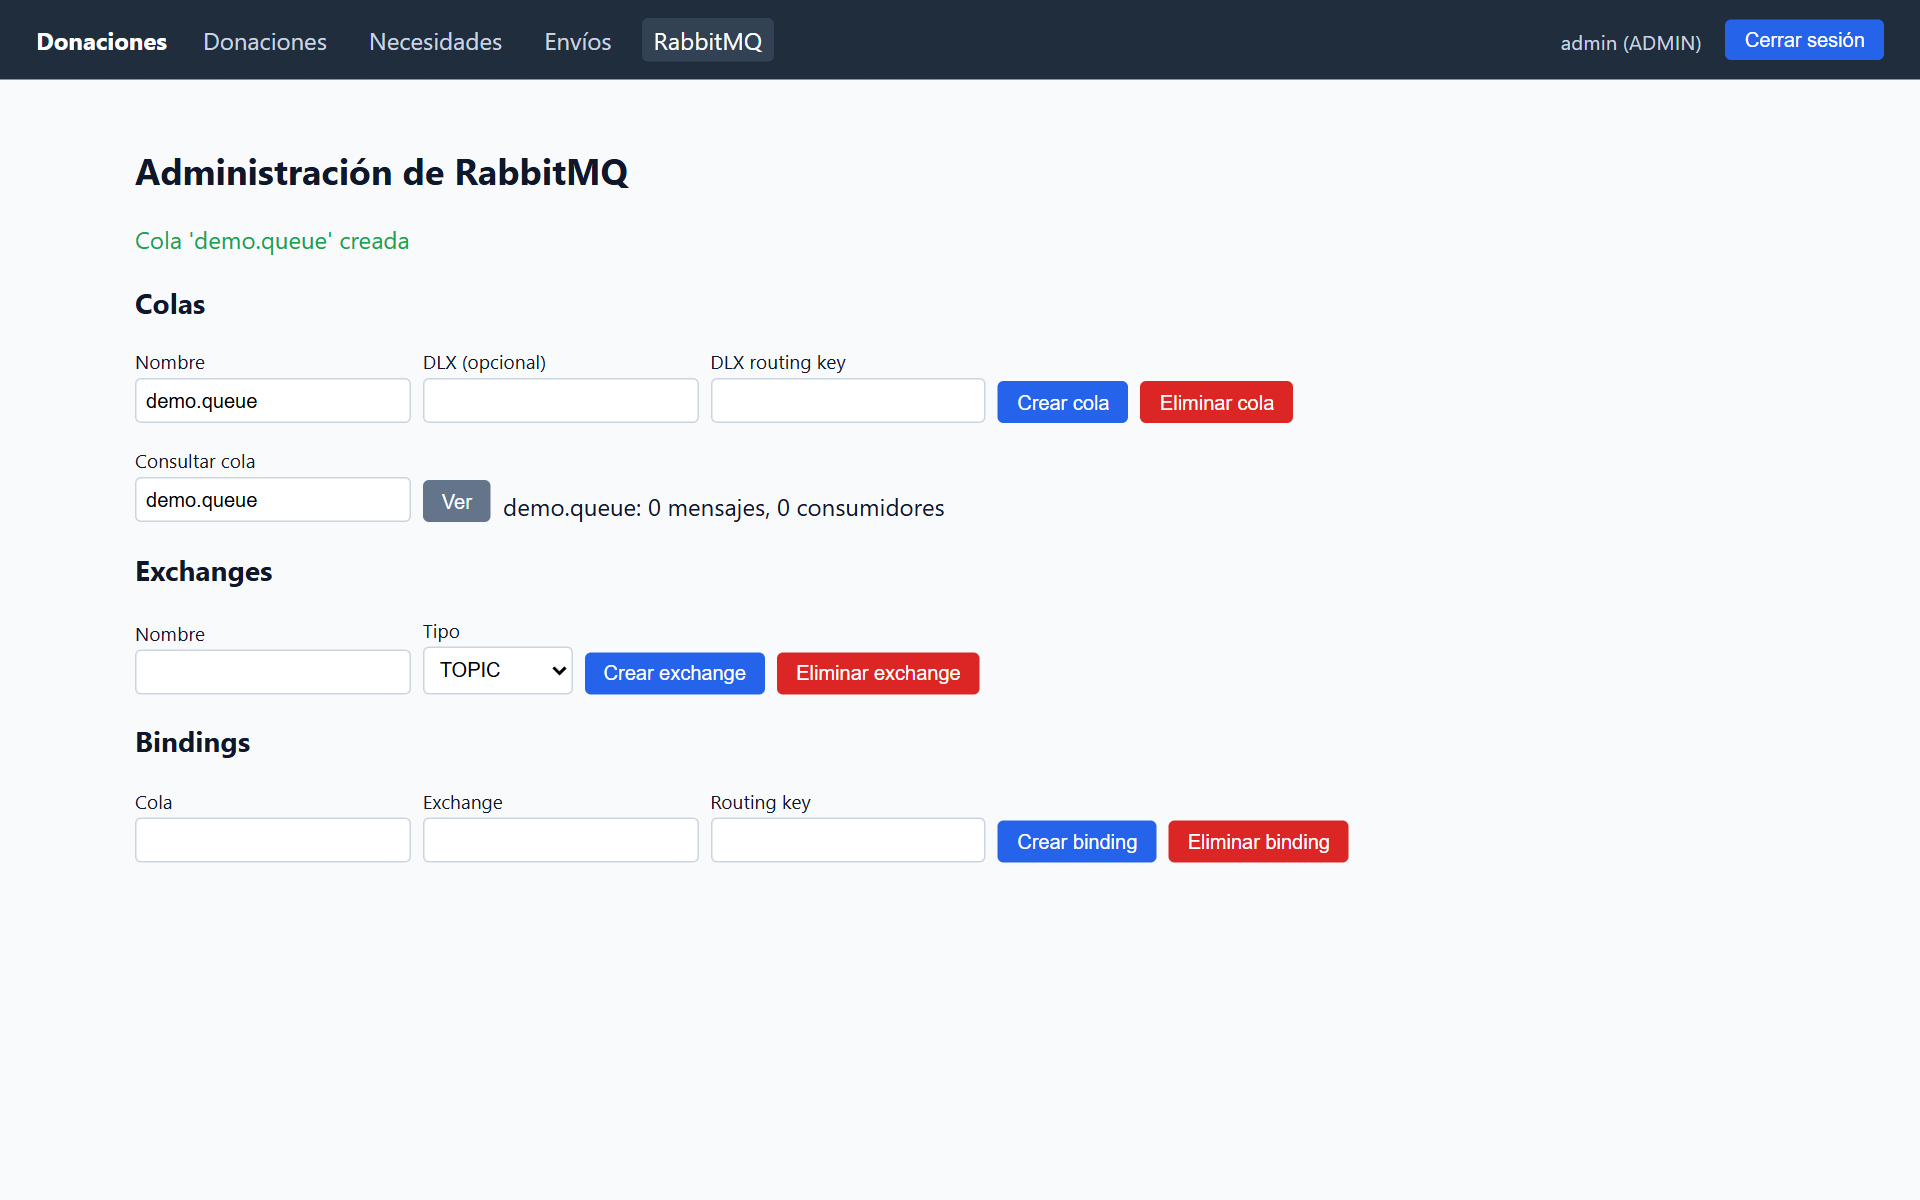 Donaciones Donaciones Necesidades Envíos RabbitMQ admin (ADMIN) Cerrar sesión
Administración de RabbitMQ
Cola 'demo.queue' creada
Colas
Nombre DLX (opcional) DLX routing key
demo.queue Crear cola Eliminar cola
Consultar cola
demo.queue Ver demo.queue: 0 mensajes, 0 consumidores
Exchanges
Nombre Tipo
TOPIC Crear exchange Eliminar exchange
Bindings
Cola Exchange Routing key
Crear binding Eliminar binding